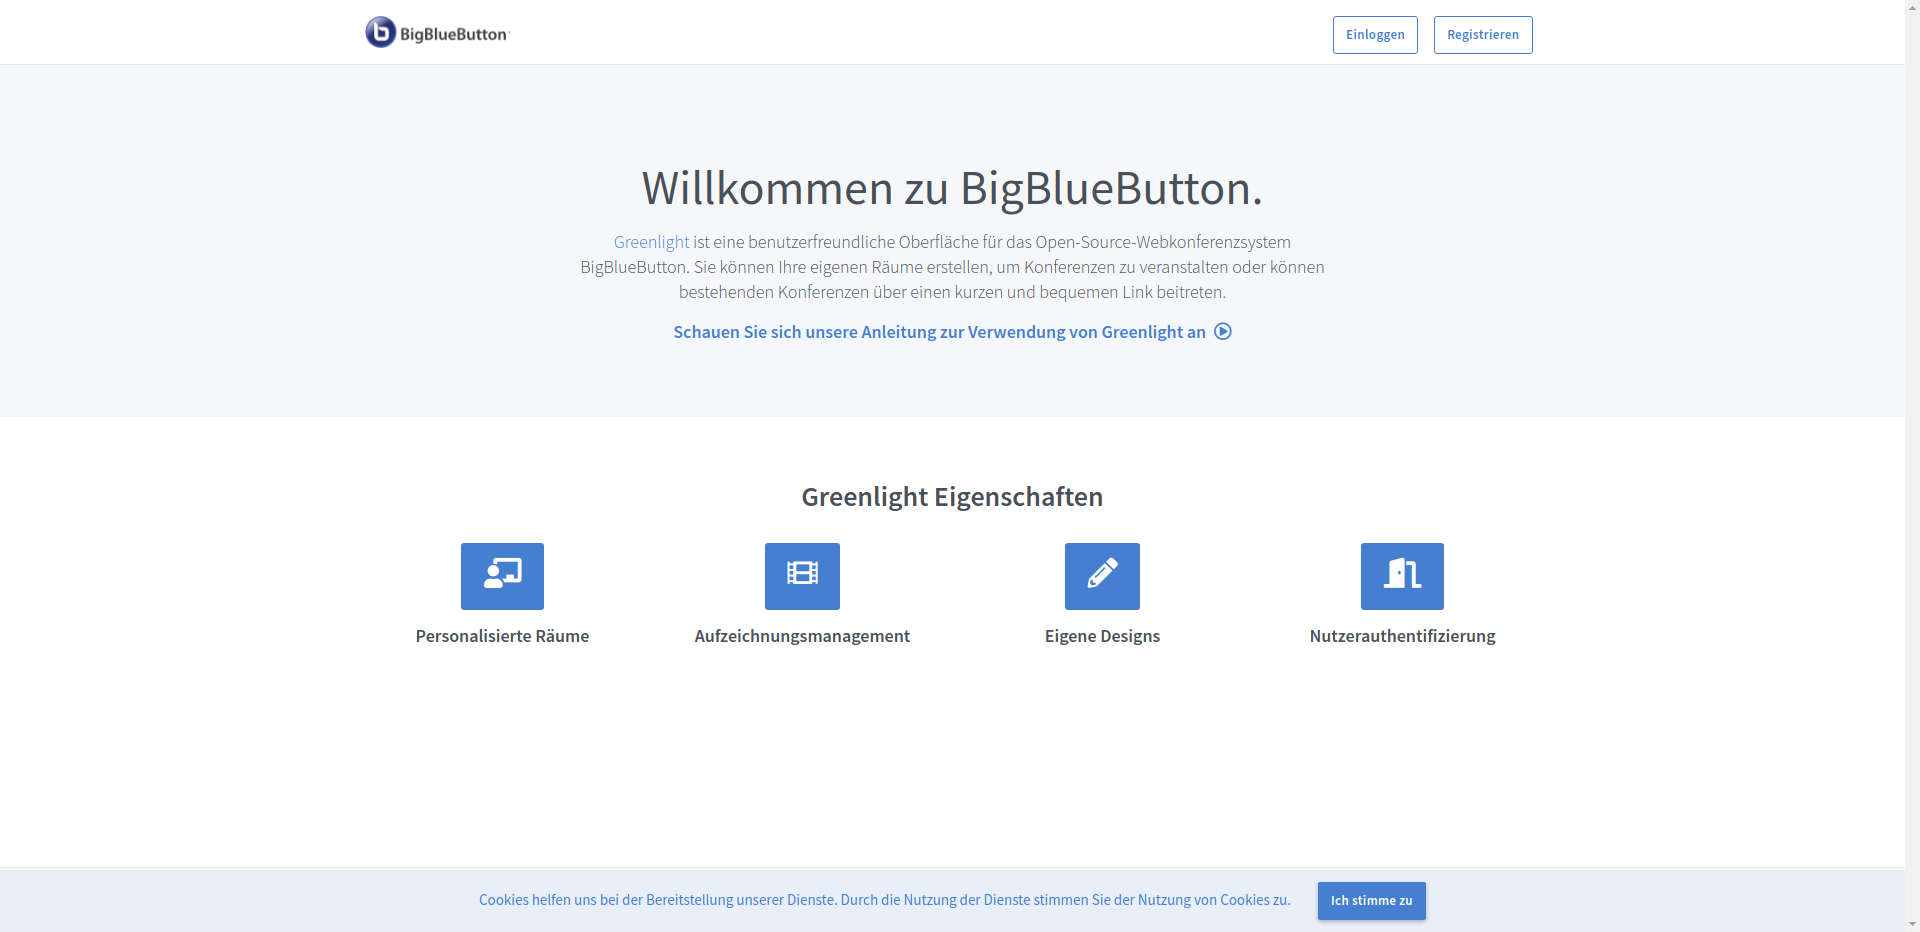 BigBlueButton
Einloggen
Registrieren
Willkommen zu BigBlueButton.
Greenlight ist eine benutzerfreundliche Oberfläche für das Open-Source-Webkonferenzsystem
BigBlueButton. Sie können Ihre eigenen Räume erstellen, um Konferenzen zu veranstalten oder können
bestehenden Konferenzen über einen kurzen und bequemen Link beitreten.
Schauen Sie sich unsere Anleitung zur Verwendung von Greenlight an
Greenlight Eigenschaften
Personalisierte Räume
Aufzeichnungsmanagement
Eigene Designs
Nutzerauthentifizierung
Cookies helfen uns bei der Bereitstellung unserer Dienste. Durch die Nutzung der Dienste stimmen Sie der Nutzung von Cookies zu.
Ich stimme zu